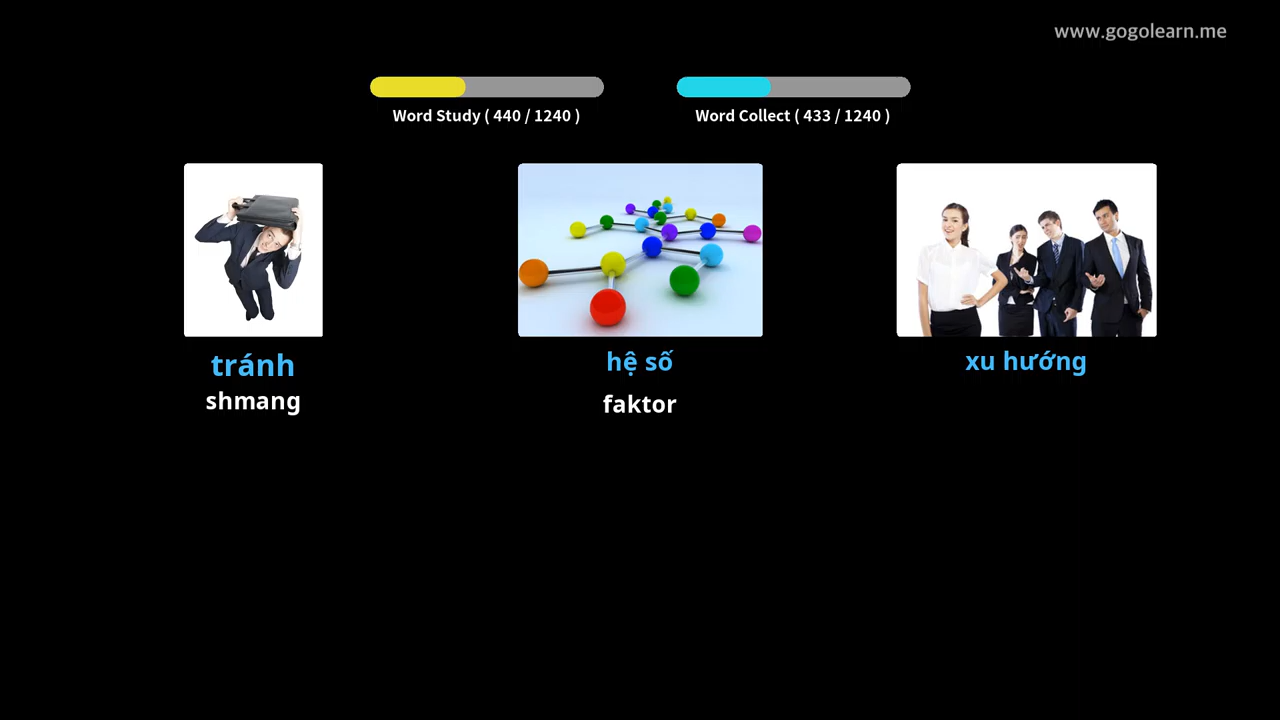 www.gogolearn.me
Word Study ( 440 / 1240 )
Word Collect ( 433 / 1240 )
tránh
shmang
hệ số
faktor
xu hướng